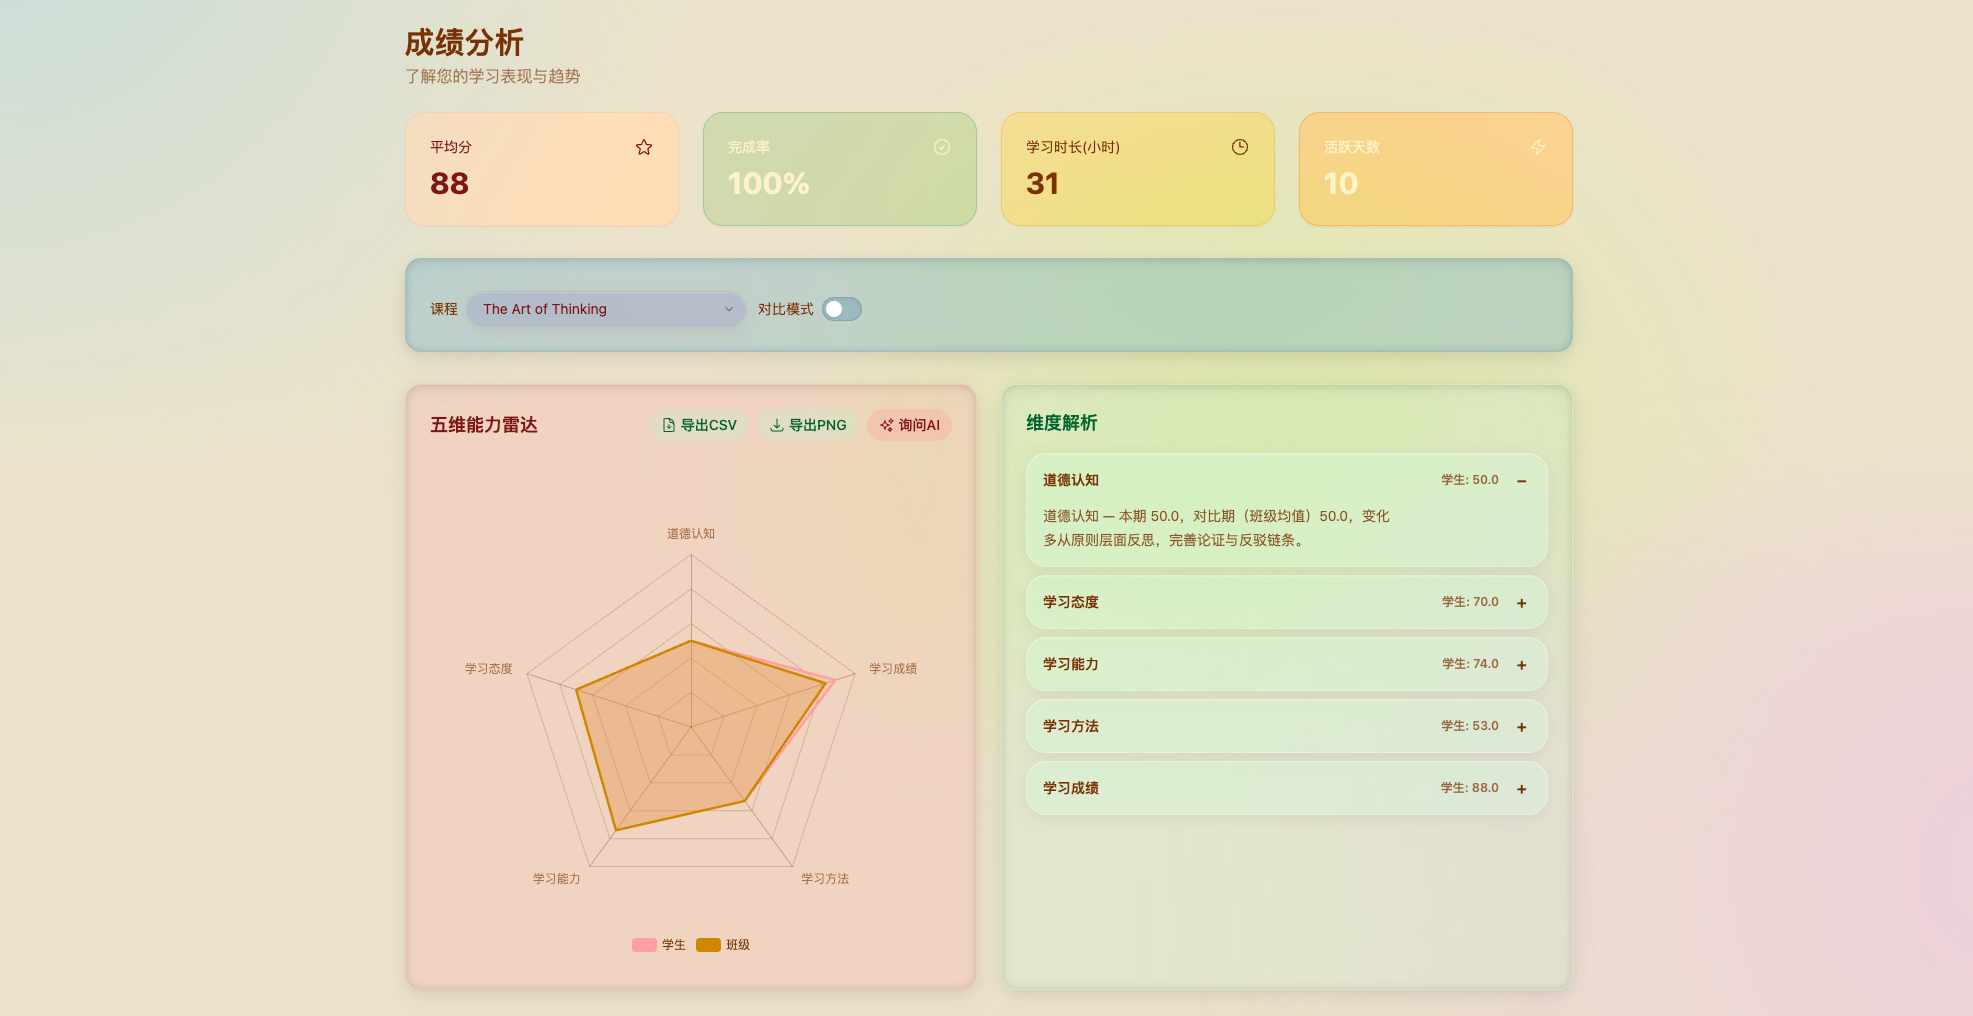 成绩分析
了解您的学习表现与趋势
平均分
88
完成率
100%
学习时长(小时)
31
活跃天数
10
课程
The Art of Thinking
对比模式
五维能力雷达
导出CSV
导出PNG
询问AI
道德认知
学习态度
学习成绩
学习能力
学习方法
学生
班级
维度解析
道德认知
学生: 50.0
道德认知 — 本期 50.0，对比期（班级均值）50.0，变化
多从原则层面反思，完善论证与反驳链条。
学习态度
学生: 70.0
学习能力
学生: 74.0
学习方法
学生: 53.0
学习成绩
学生: 88.0